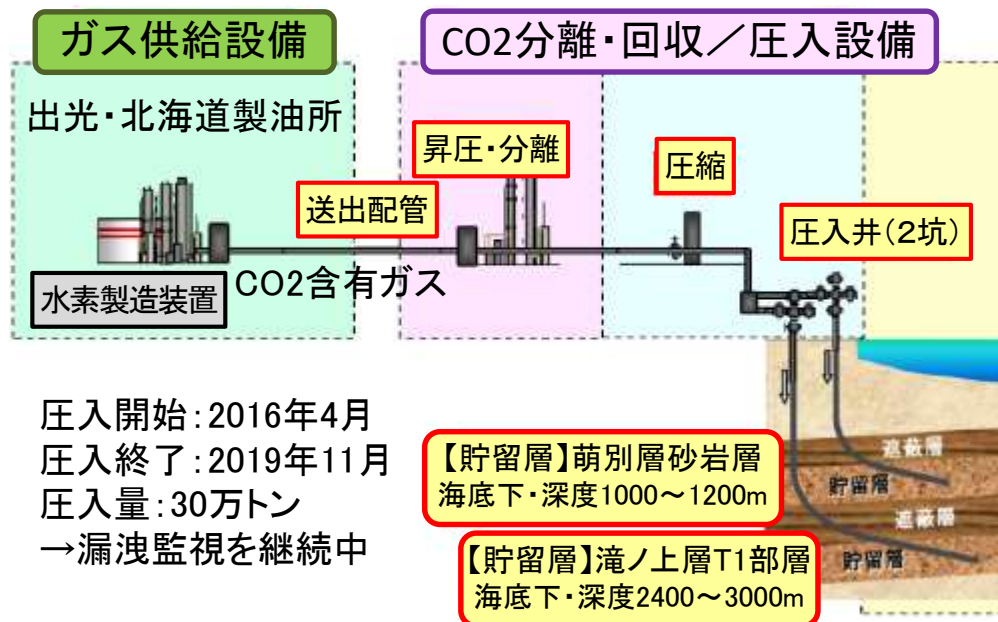 ガス供給設備
CO2分離・回収／圧入設備
出光・北海道製油所
昇圧・分離
圧縮
送出配管
圧入井(2坑)
水素製造装置
CO2含有ガス
圧入開始：2016年4月
圧入終了：2019年11月
圧入量：30万トン
→漏洩監視を継続中
【貯留層】萌別層砂岩層
海底下・深度1000～1200m
【貯留層】滝ノ上層T1部層
海底下・深度2400～3000m
遮蔽層
貯留層
遮蔽層
貯留層